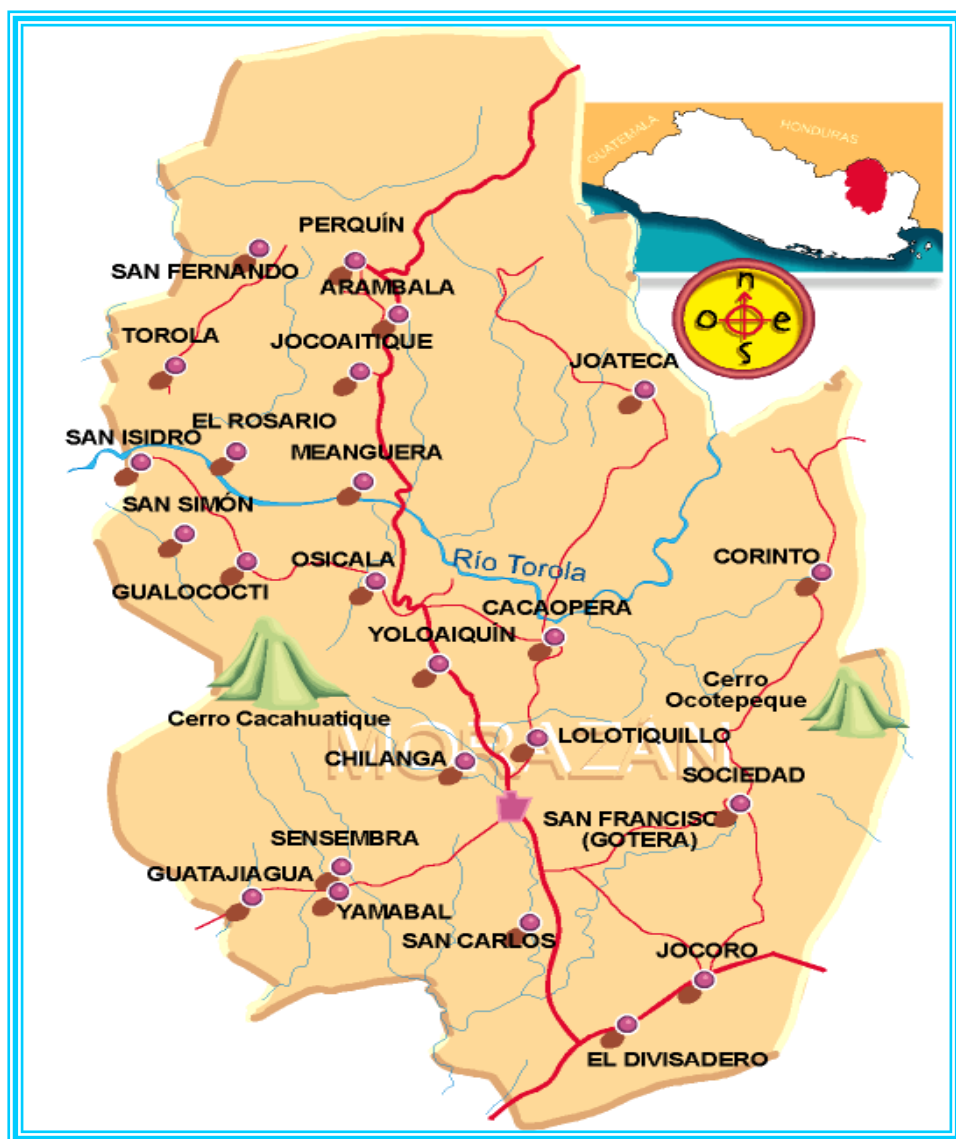 GUATEMALA
HONDURAS
PERQUÍN
SAN FERNANDO
ARAMBALA
n
o e
s
TOROLA
JOCOAITIQUE
JOATECA
EL ROSARIO
SAN ISIDRO
MEANGUERA
SAN SIMÓN
OSICALA
Río Torola
CORINTO
GUALOCOCTI
CACAOPERA
YOLOAIQUÍN
Cerro
Ocotepeque
Cerro Cacahuatique
MORAZÁN
LOLOTIQUILLO
CHILANGA
SOCIEDAD
SAN FRANCISCO
(GOTERA)
SENSEMBRA
GUATAJIAGUA
YAMABAL
SAN CARLOS
JOCORO
EL DIVISADERO